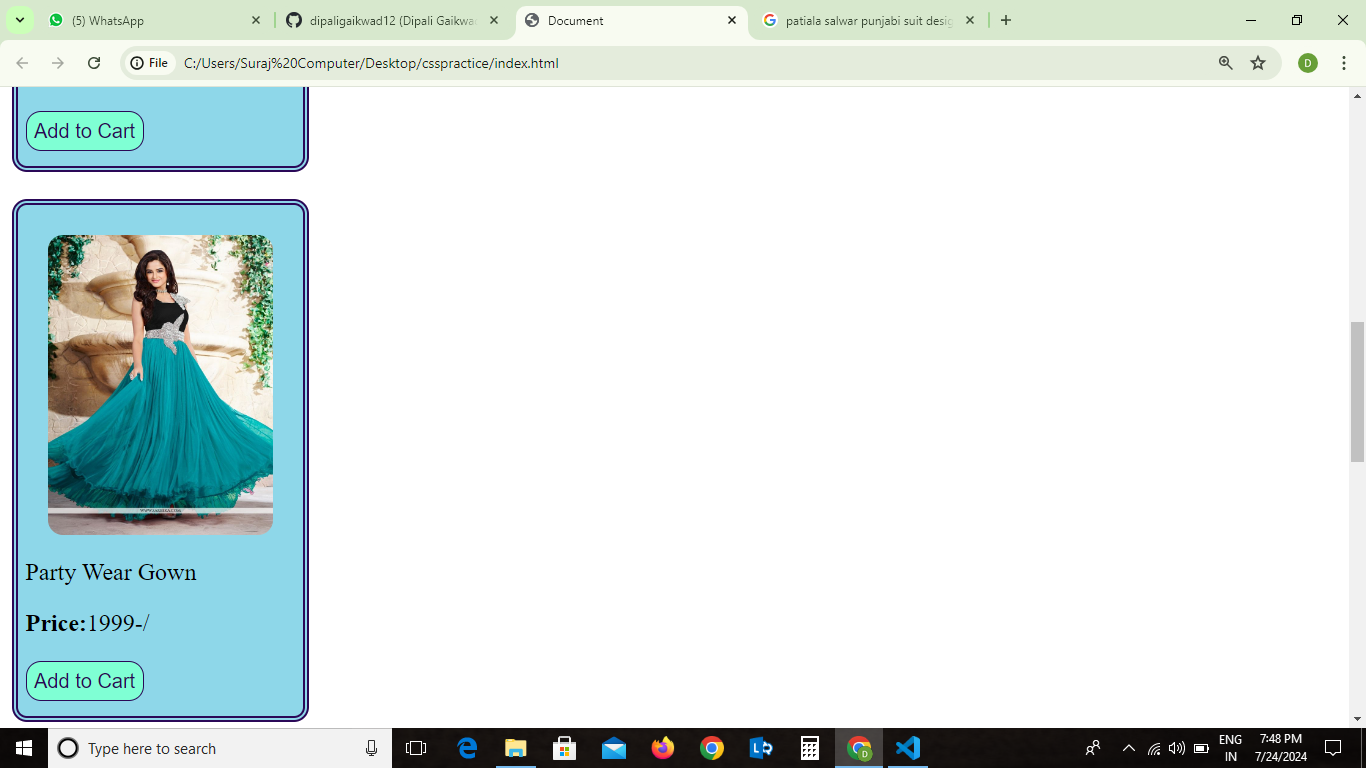 (5) WhatsApp
dipaligaikwad12 (Dipali Gaikwa
Document
patiala salwar punjabi suit desig
File
C:/Users/Suraj%20Computer/Desktop/csspractice/index.html
D
Add to Cart
Party Wear Gown
Price:1999-/
Add to Cart
Type here to search
D
ENG
IN
7:48 PM
7/24/2024